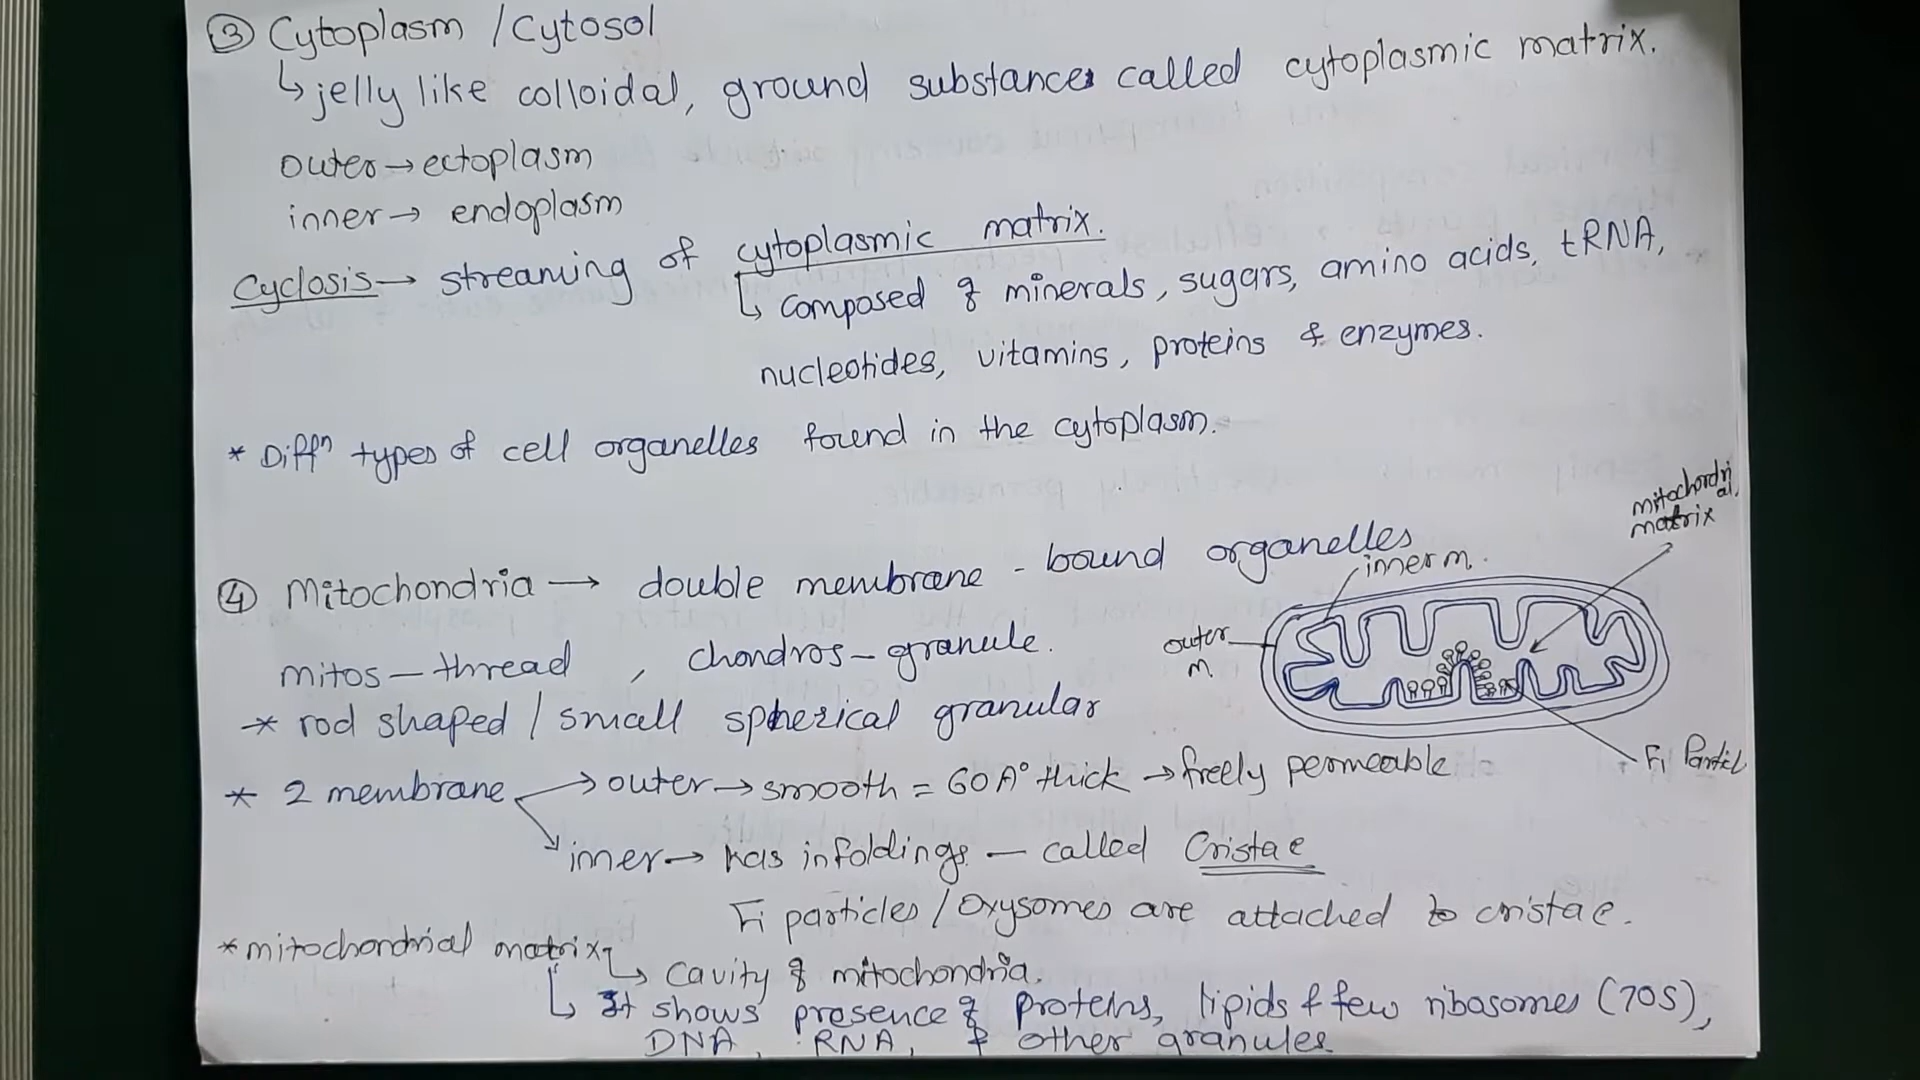 ③ Cytoplasm / Cytosol
↳ jelly like colloidal, ground substances called cytoplasmic matrix.
outer → ectoplasm
inner → endoplasm
Cyclosis → streaming of cytoplasmic matrix.
↳ composed of minerals, sugars, amino acids, tRNA,
nucleotides, vitamins, proteins & enzymes.
* Diffn types of cell organelles found in the cytoplasm.
④ Mitochondria → double membrane - bound organelles
mitos — thread , chondros — granule.
* rod shaped / small spherical granular
* 2 membrane → outer → smooth = 60 A° thick → freely permeable
inner → has infoldings — called Cristae
F1 particles / Oxysomes are attached to cristae.
* mitochondrial matrix
↳ cavity of mitochondria.
↳ It shows presence of proteins, lipids & few ribosomes (70S),
DNA, RNA, & other granules
mitochondri
al
matrix
inner m.
outer
m.
F1 Particl